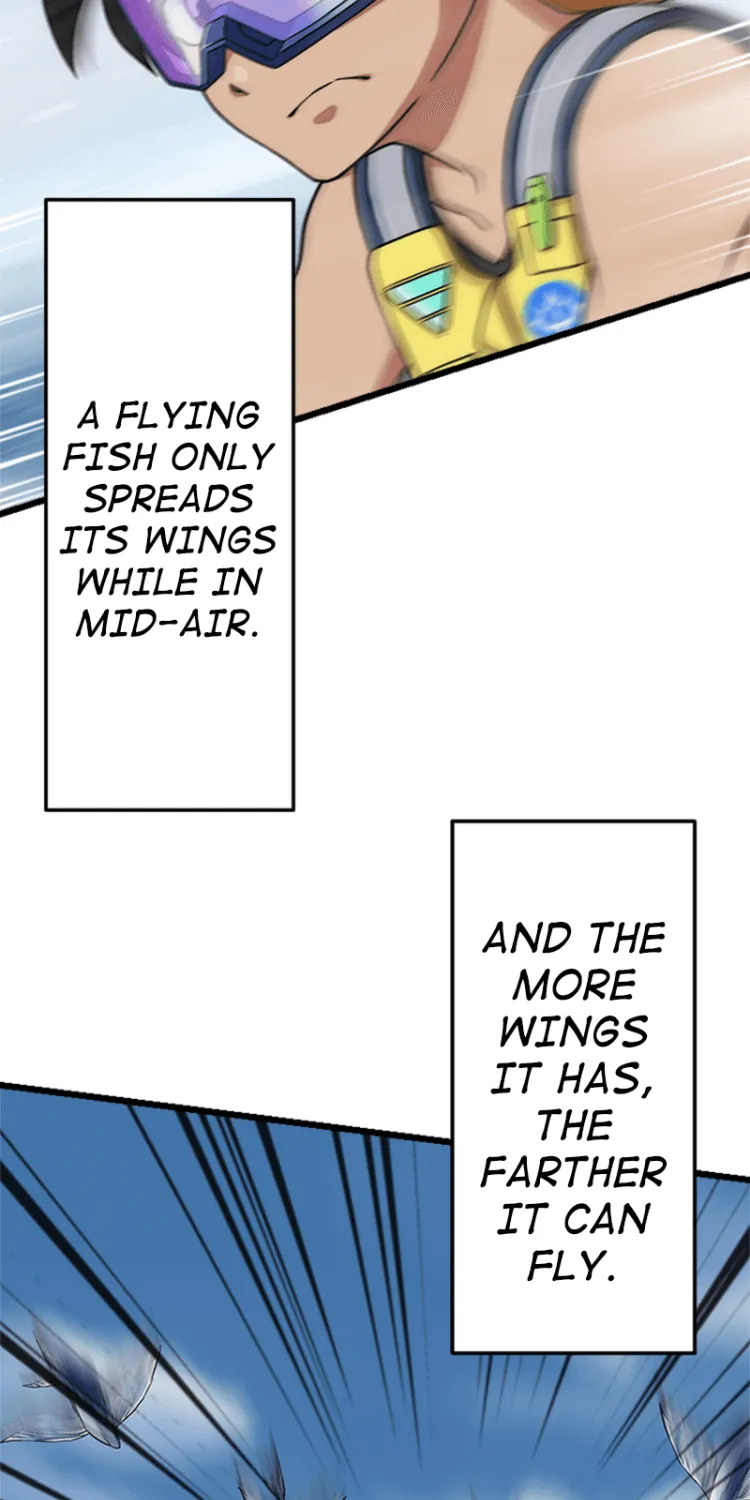 A FLYING
FISH ONLY
SPREADS
ITS WINGS
WHILE IN
MID-AIR.
AND THE
MORE
WINGS
IT HAS,
THE
FARTHER
IT CAN
FLY.